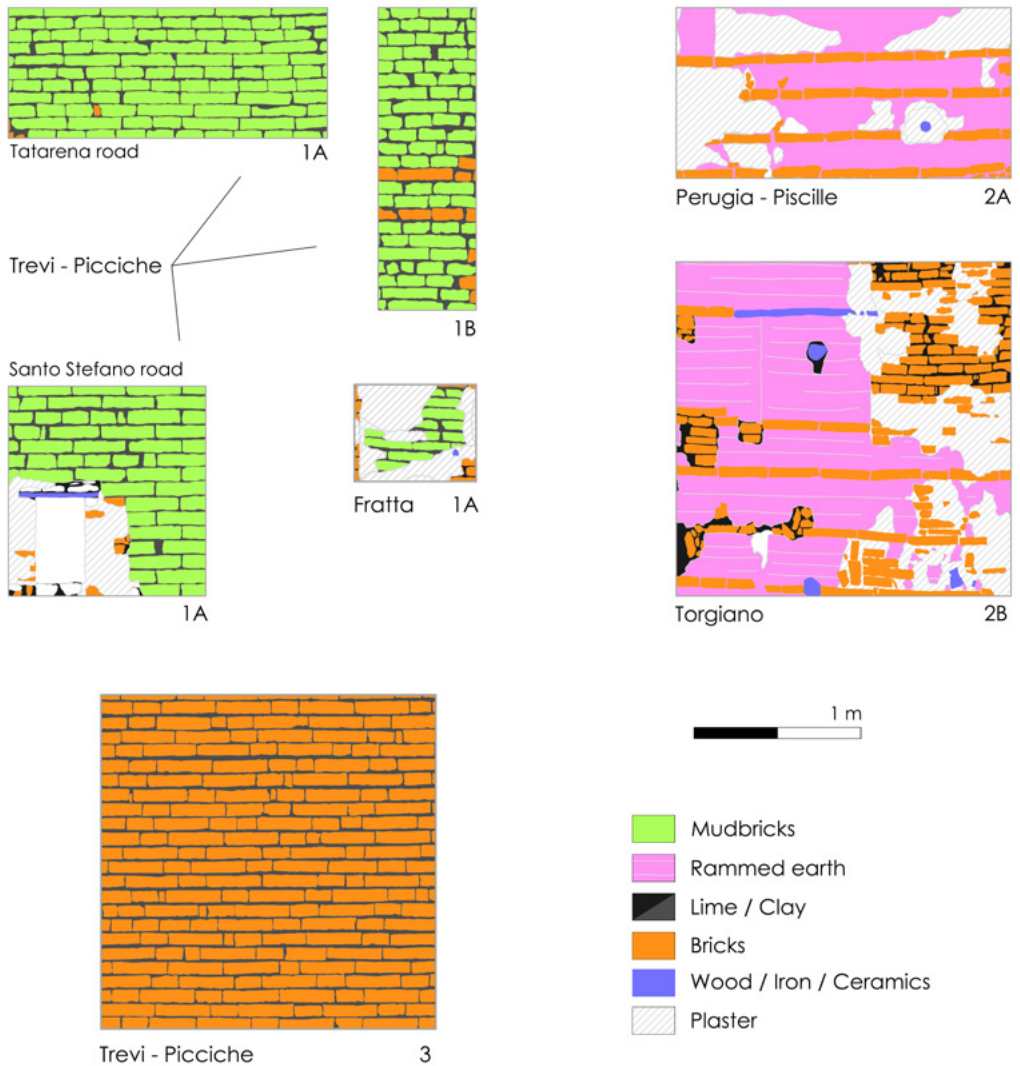 Tatarena road 1A
Trevi - Picciche
1B
Santo Stefano road
1A
Fratta 1A
Perugia - Piscille 2A
Torgiano 2B
Trevi - Picciche 3
1 m
Mudbricks
Rammed earth
Lime / Clay
Bricks
Wood / Iron / Ceramics
Plaster